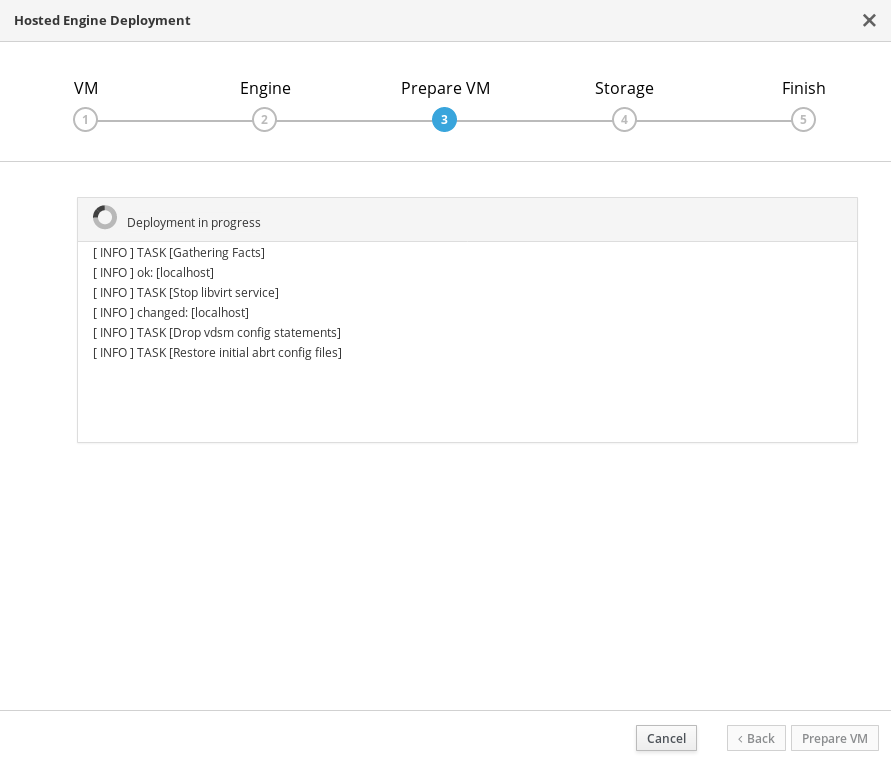 Hosted Engine Deployment
VM
Engine
Prepare VM
Storage
Finish
1
2
3
4
5
Deployment in progress
[ INFO ] TASK [Gathering Facts]
[ INFO ] ok: [localhost]
[ INFO ] TASK [Stop libvirt service]
[ INFO ] changed: [localhost]
[ INFO ] TASK [Drop vdsm config statements]
[ INFO ] TASK [Restore initial abrt config files]
Cancel
Back
Prepare VM